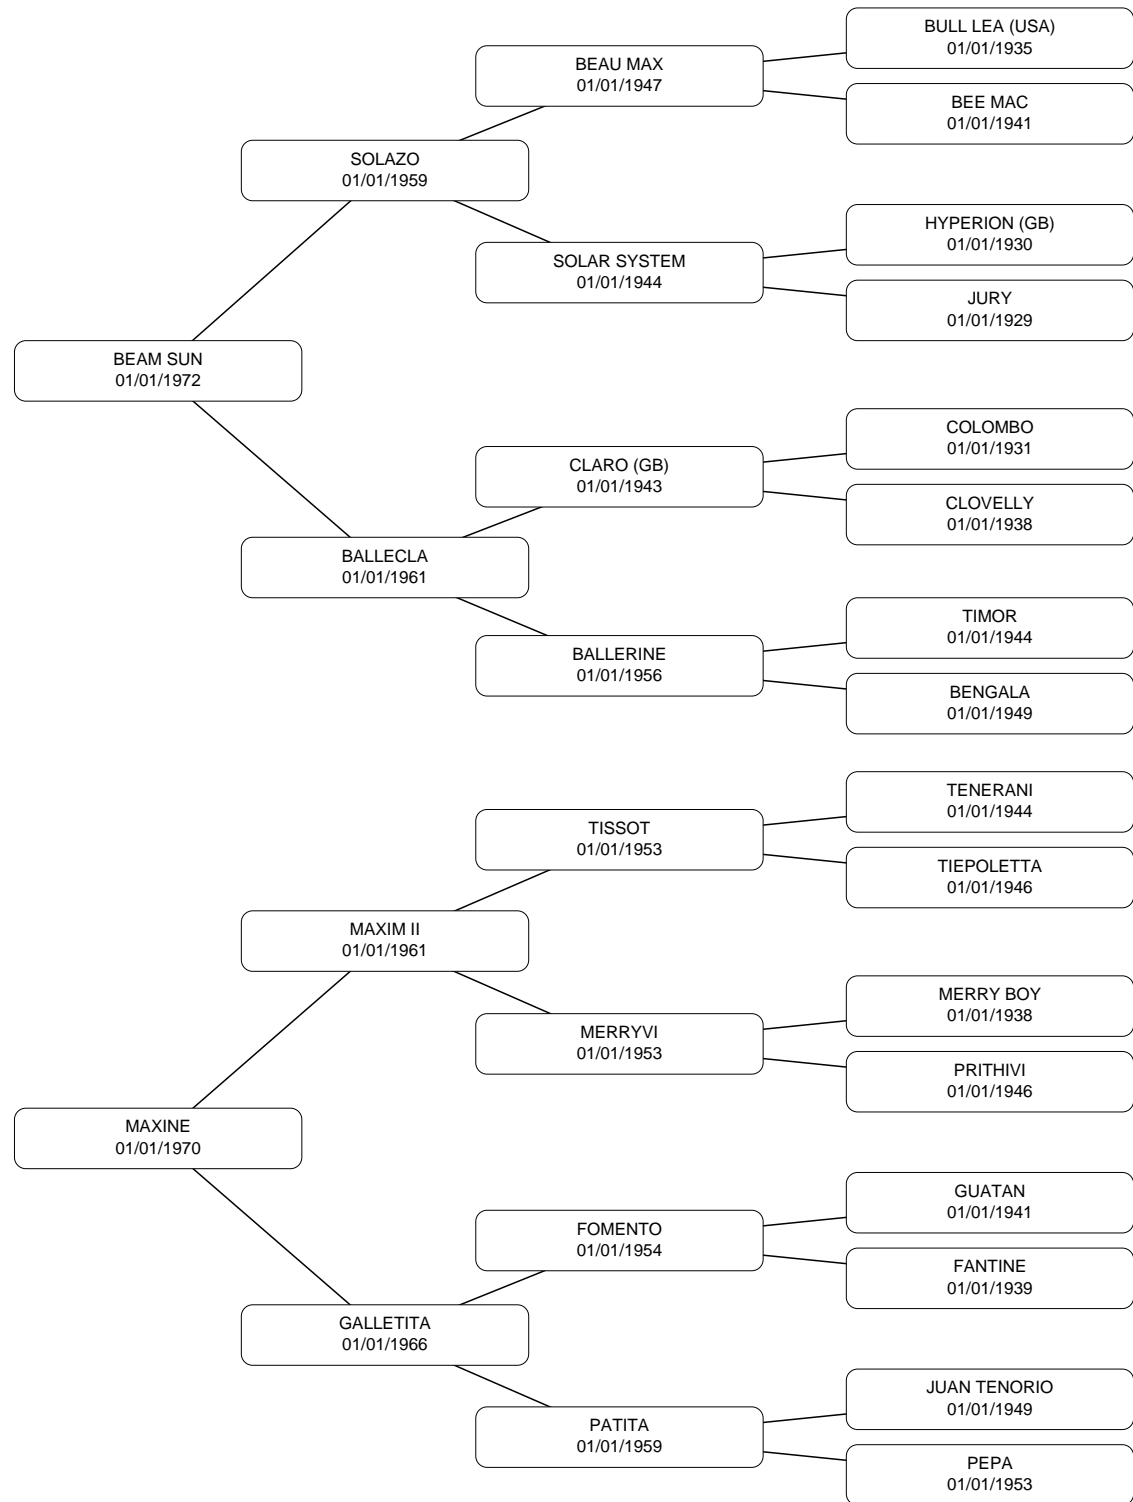 BULL LEA (USA)
01/01/1935
BEAU MAX
01/01/1947
BEE MAC
01/01/1941
SOLAZO
01/01/1959
HYPERION (GB)
01/01/1930
SOLAR SYSTEM
01/01/1944
JURY
01/01/1929
BEAM SUN
01/01/1972
COLOMBO
01/01/1931
CLARO (GB)
01/01/1943
CLOVELLY
01/01/1938
BALLECLA
01/01/1961
TIMOR
01/01/1944
BALLERINE
01/01/1956
BENGALA
01/01/1949
TENERANI
01/01/1944
TISSOT
01/01/1953
TIEPOLETTA
01/01/1946
MAXIM II
01/01/1961
MERRY BOY
01/01/1938
MERRYVI
01/01/1953
PRITHIVI
01/01/1946
MAXINE
01/01/1970
GUATAN
01/01/1941
FOMENTO
01/01/1954
FANTINE
01/01/1939
GALLETITA
01/01/1966
JUAN TENORIO
01/01/1949
PATITA
01/01/1959
PEPA
01/01/1953